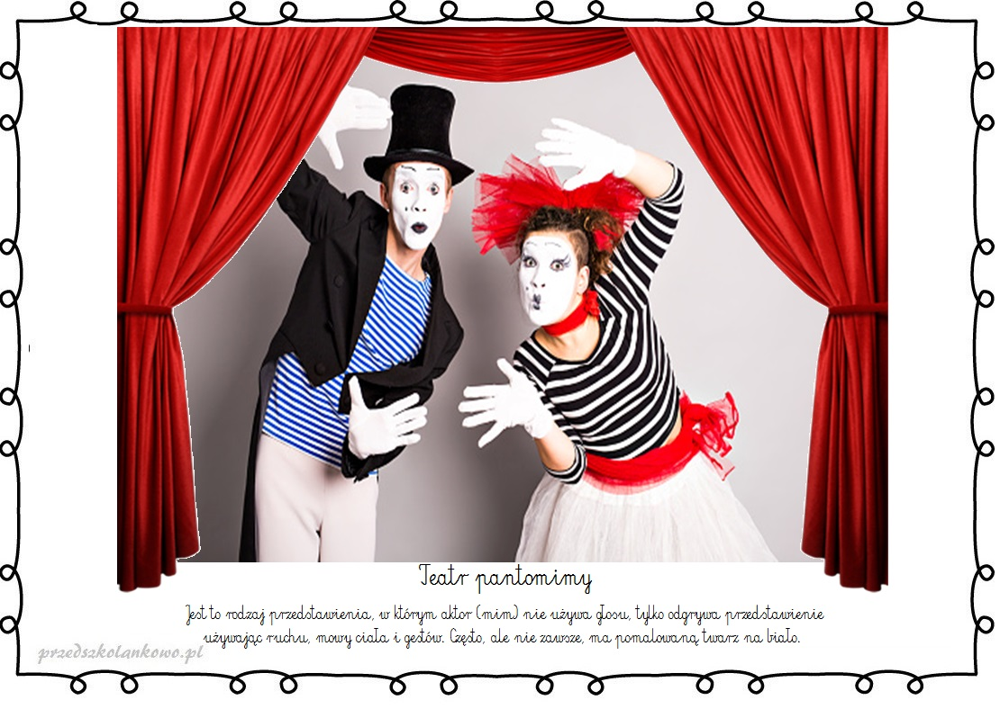 Teatr pantomimy
Jest to rodzaj przedstawienia, w którym aktor (mim) nie używa głosu, tylko odgrywa przedstawienie
używając ruchu, mowy ciała i gestów. Często, ale nie zawsze, ma pomalowaną twarz na biało.
przedszkolankowo.pl